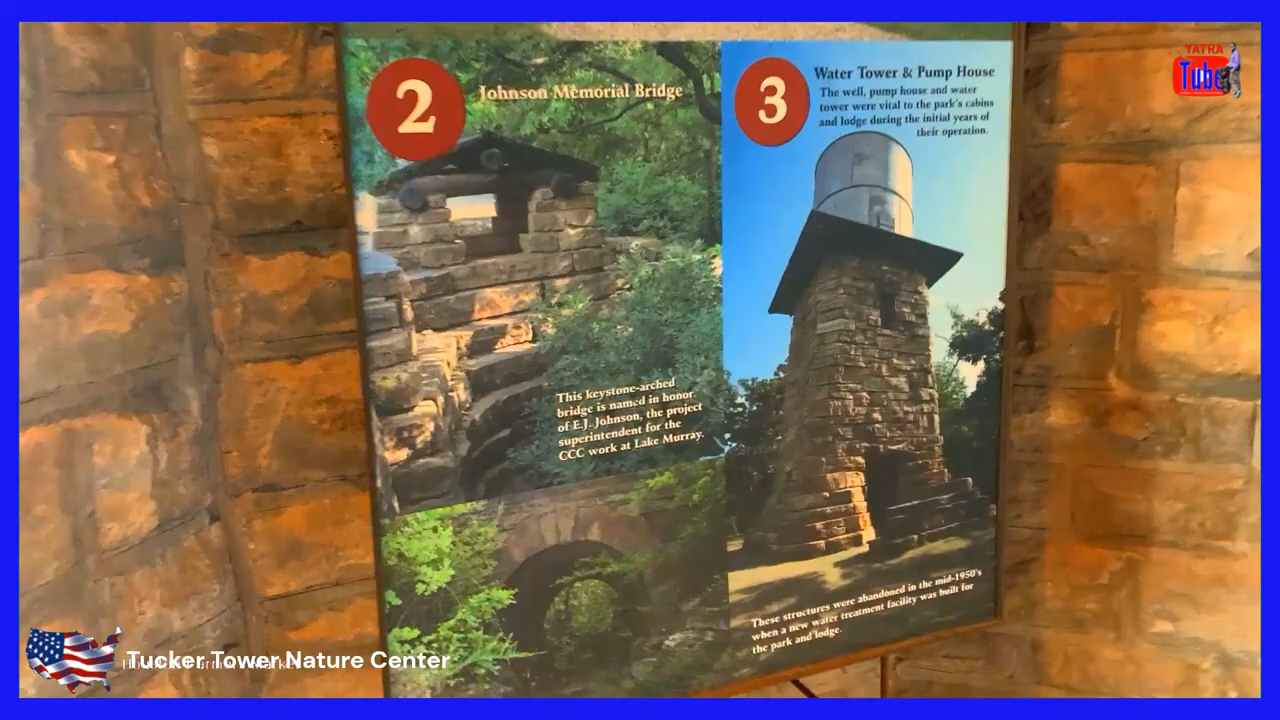 2
Johnson Memorial Bridge
This keystone-arched
bridge is named in honor
of E.J. Johnson, the project
superintendent for the
CCC work at Lake Murray.
3
Water Tower & Pump House
The well, pump house and water
tower were vital to the park's cabins
and lodge during the initial years of
their operation.
These structures were abandoned in the mid-1950's
when a new water treatment facility was built for
the park and lodge.
YATRA
Tube
Tucker Tower Nature Center